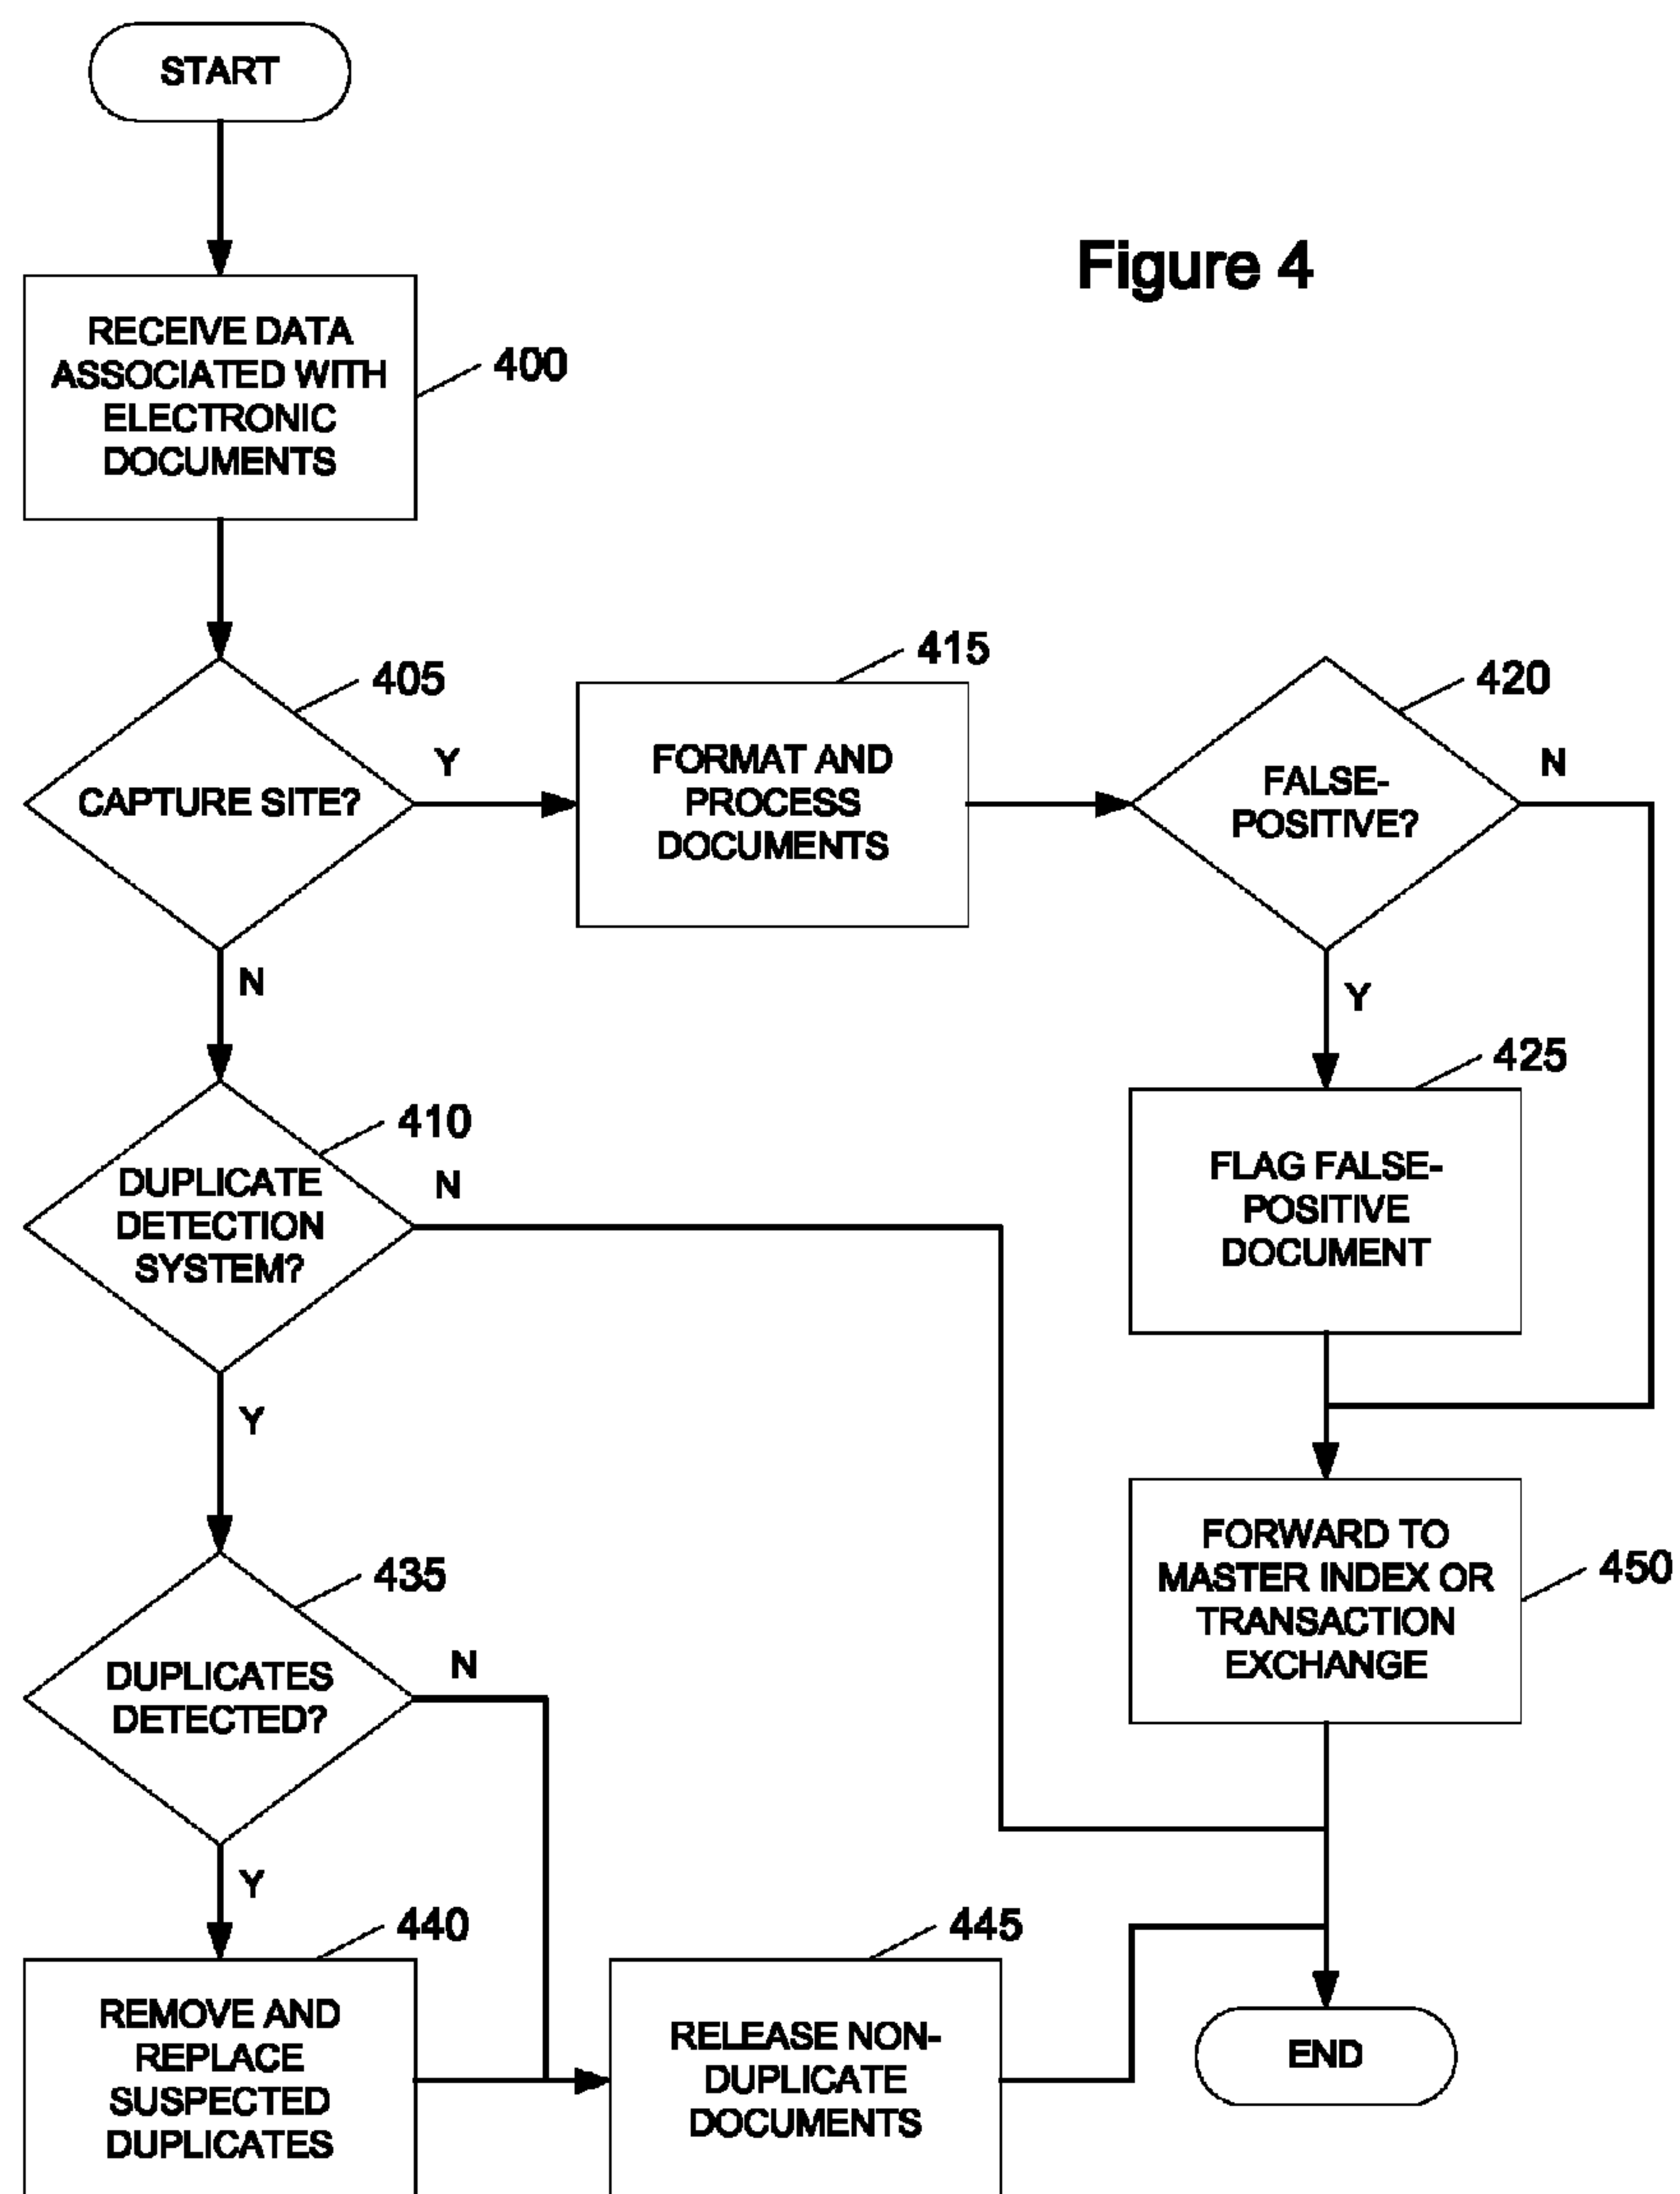 START
Figure 4
RECEIVE DATA
ASSOCIATED WITH
ELECTRONIC
DOCUMENTS
400
405
CAPTURE SITE?
Y
N
415
FORMAT AND
PROCESS
DOCUMENTS
420
FALSE-
POSITIVE?
N
Y
425
FLAG FALSE-
POSITIVE
DOCUMENT
410
DUPLICATE
DETECTION
SYSTEM?
N
Y
435
DUPLICATES
DETECTED?
N
Y
FORWARD TO
MASTER INDEX OR
TRANSACTION
EXCHANGE
450
440
REMOVE AND
REPLACE
SUSPECTED
DUPLICATES
445
RELEASE NON-
DUPLICATE
DOCUMENTS
END